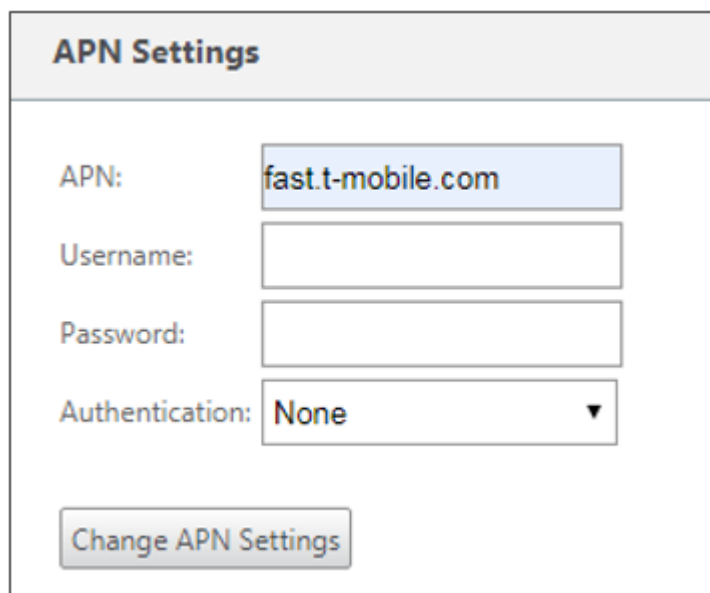 APN Settings
APN: fast.t-mobile.com
Username:
Password:
Authentication: None
Change APN Settings